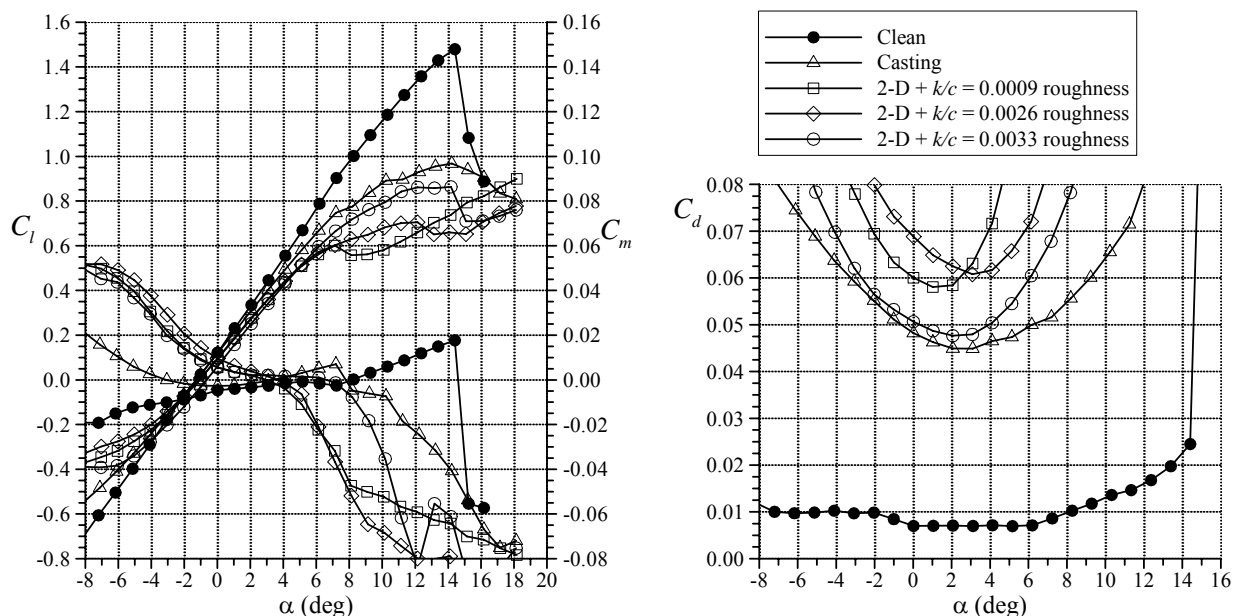 1.6
1.4
1.2
1.0
0.8
0.6
0.4
0.2
0.0
-0.2
-0.4
-0.6
-0.8
C_l
0.16
0.14
0.12
0.10
0.08
0.06
0.04
0.02
0.00
-0.02
-0.04
-0.06
-0.08
C_m
-8 -6 -4 -2 0 2 4 6 8 10 12 14 16 18 20
α (deg)
Clean
Casting
2-D + k/c = 0.0009 roughness
2-D + k/c = 0.0026 roughness
2-D + k/c = 0.0033 roughness
0.08
0.07
0.06
0.05
0.04
0.03
0.02
0.01
0.00
C_d
-8 -6 -4 -2 0 2 4 6 8 10 12 14 16
α (deg)